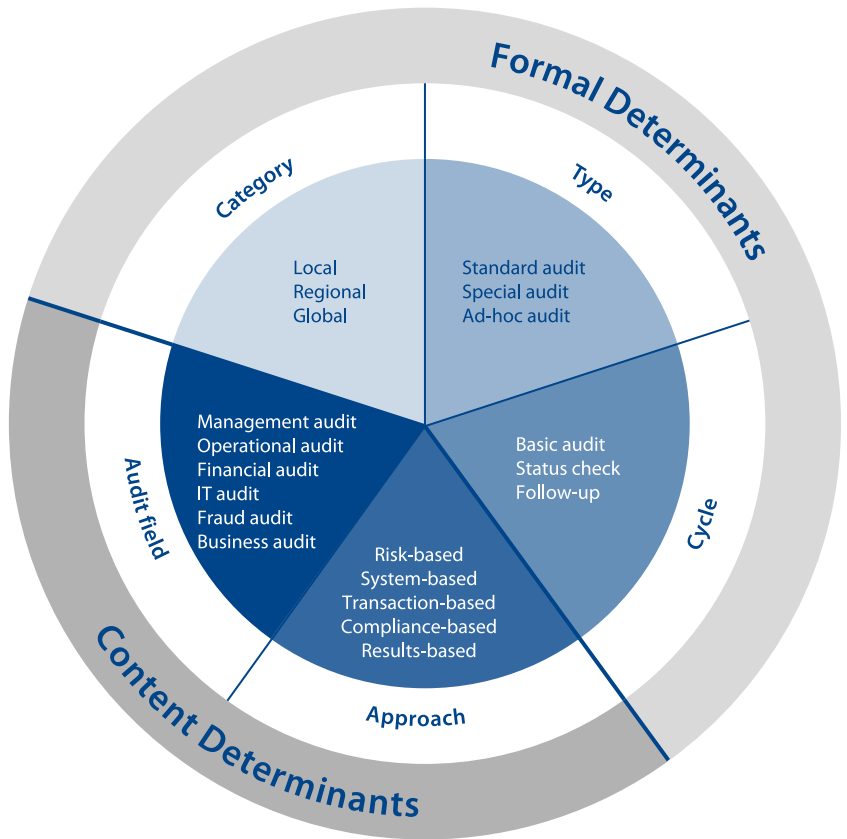 Formal Determinants
Category
Local
Regional
Global
Type
Standard audit
Special audit
Ad-hoc audit
Cycle
Basic audit
Status check
Follow-up
Audit field
Management audit
Operational audit
Financial audit
IT audit
Fraud audit
Business audit
Approach
Risk-based
System-based
Transaction-based
Compliance-based
Results-based
Content Determinants